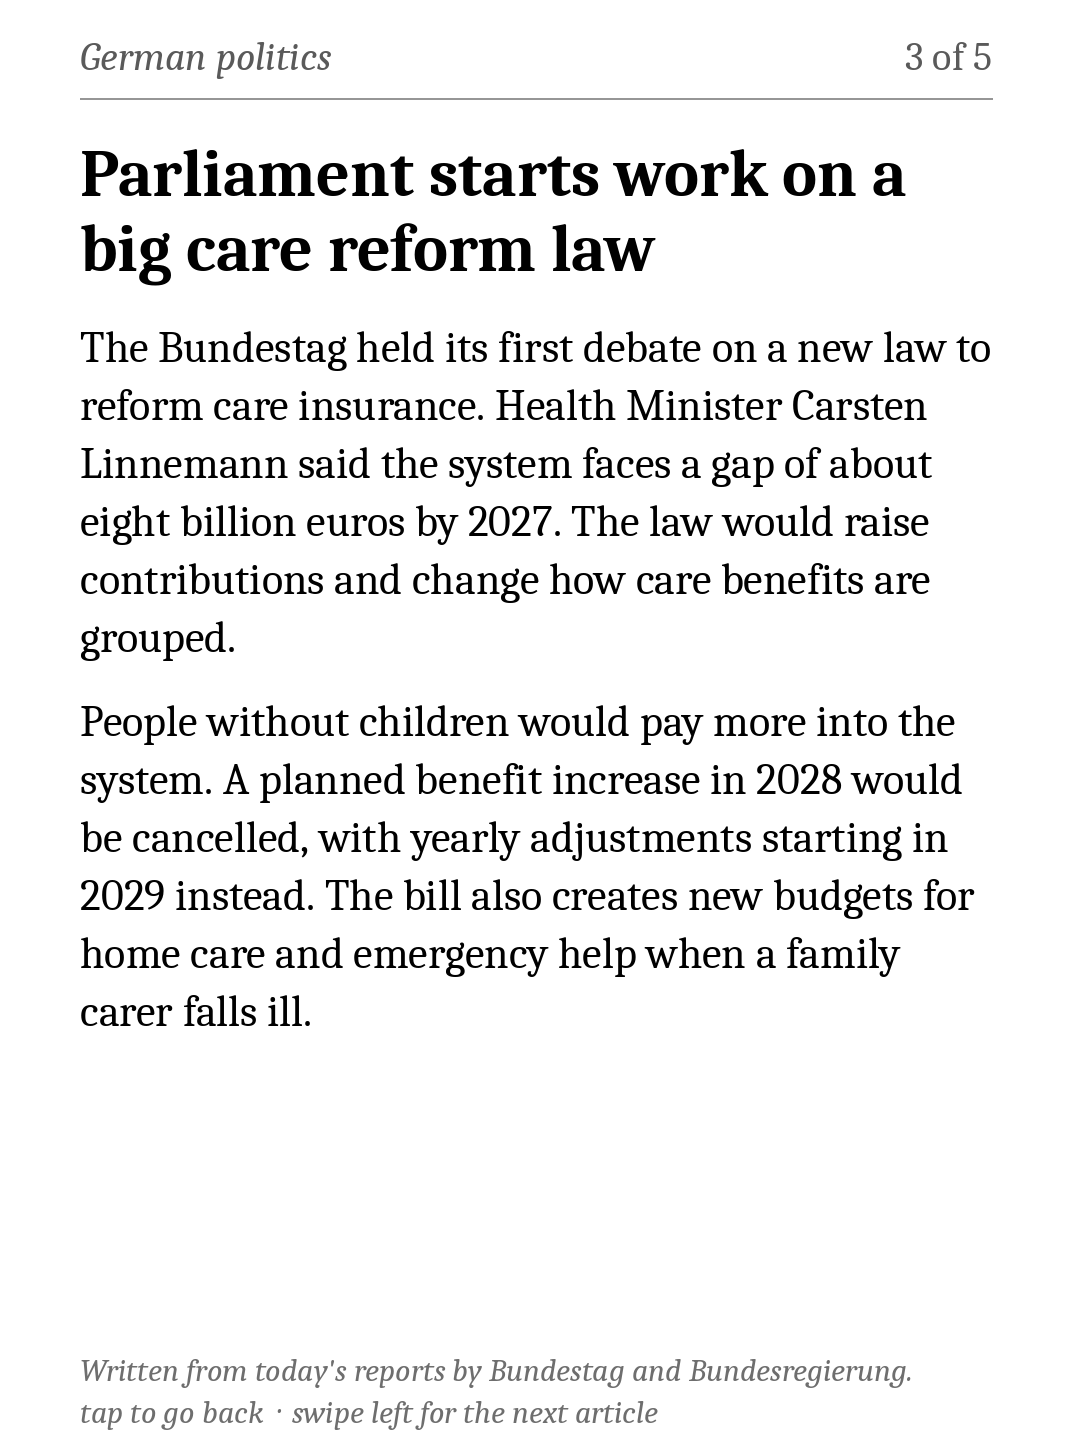 German politics
3 of 5
Parliament starts work on a
big care reform law
The Bundestag held its first debate on a new law to
reform care insurance. Health Minister Carsten
Linnemann said the system faces a gap of about
eight billion euros by 2027. The law would raise
contributions and change how care benefits are
grouped.
People without children would pay more into the
system. A planned benefit increase in 2028 would
be cancelled, with yearly adjustments starting in
2029 instead. The bill also creates new budgets for
home care and emergency help when a family
carer falls ill.
Written from today's reports by Bundestag and Bundesregierung.
tap to go back · swipe left for the next article